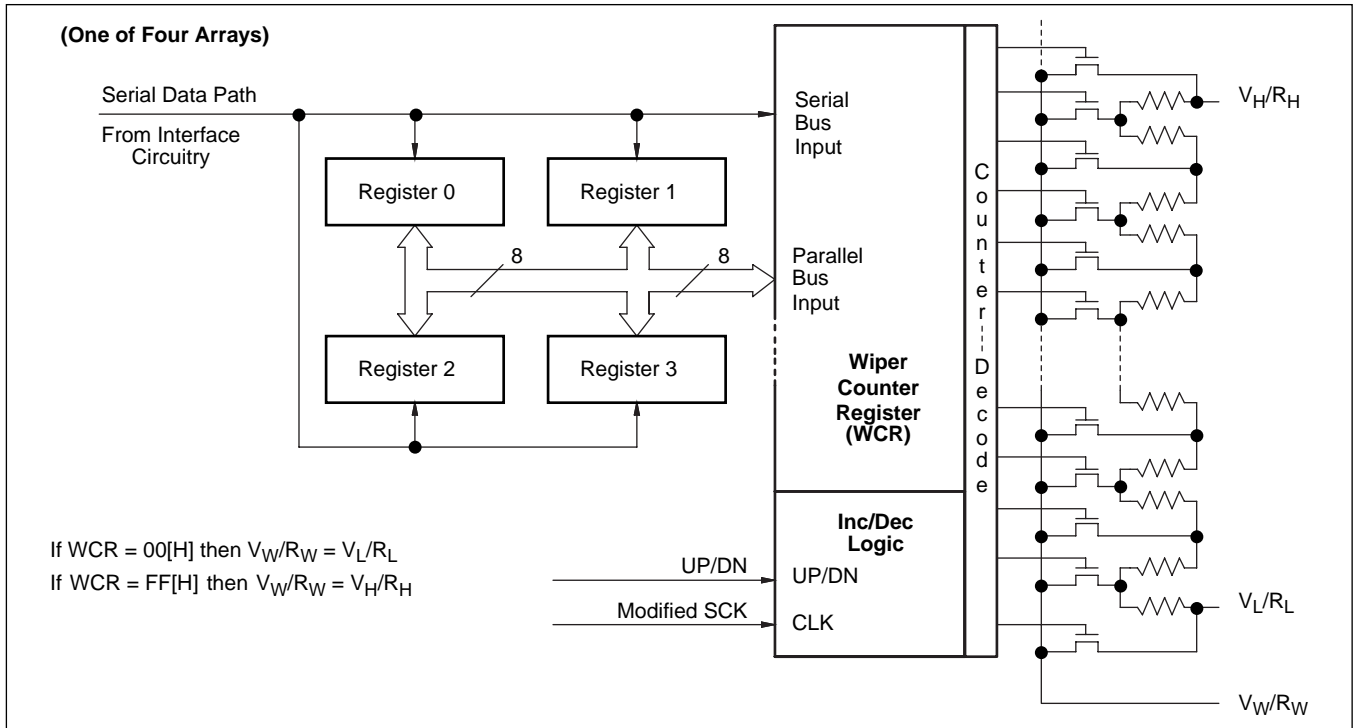 (One of Four Arrays)
Serial Data Path
From Interface
Circuitry
Register 0
Register 1
8
8
Register 2
Register 3
Serial
Bus
Input
Parallel
Bus
Input
Wiper
Counter
Register
(WCR)
Counter
Decode
Inc/Dec
Logic
If WCR = 00[H] then VW/RW = VL/RL
If WCR = FF[H] then VW/RW = VH/RH
UP/DN
UP/DN
Modified SCK
CLK
VH/RH
VL/RL
VW/RW